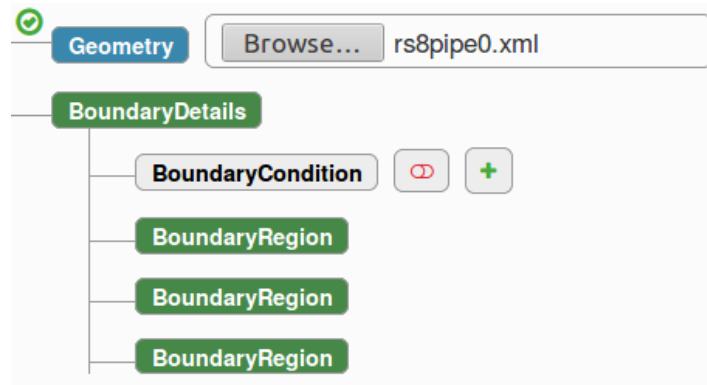 Geometry Browse... rs8pipe0.xml
BoundaryDetails
BoundaryCondition
BoundaryRegion
BoundaryRegion
BoundaryRegion